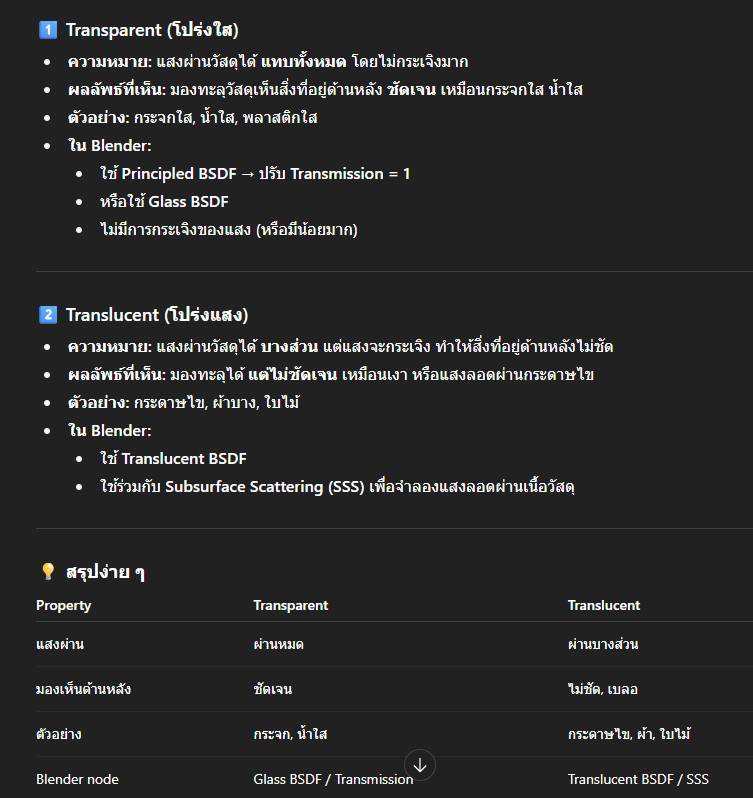 1 Transparent (โปร่งใส)
ความหมาย: แสงผ่านวัสดุได้ แทบทั้งหมด โดยไม่กระเจิงมาก
ผลลัพธ์ที่เห็น: มองทะลุวัสดุเห็นสิ่งที่อยู่ด้านหลัง ชัดเจน เหมือนกระจกใส น้ำใส
ตัวอย่าง: กระจกใส, น้ำใส, พลาสติกใส
ใน Blender:
ใช้ Principled BSDF → ปรับ Transmission = 1
หรือใช้ Glass BSDF
ไม่มีการกระเจิงของแสง (หรือมีน้อยมาก)
2 Translucent (โปร่งแสง)
ความหมาย: แสงผ่านวัสดุได้ บางส่วน แต่แสงจะกระเจิง ทำให้สิ่งที่อยู่ด้านหลังไม่ชัด
ผลลัพธ์ที่เห็น: มองทะลุได้ แต่ไม่ชัดเจน เหมือนเงา หรือแสงลอดผ่านกระดาษไข
ตัวอย่าง: กระดาษไข, ผ้าบาง, ใบไม้
ใน Blender:
ใช้ Translucent BSDF
ใช้ร่วมกับ Subsurface Scattering (SSS) เพื่อจำลองแสงลอดผ่านเนื้อวัสดุ
💡 สรุปง่าย ๆ
Property Transparent Translucent
แสงผ่าน ผ่านหมด ผ่านบางส่วน
มองเห็นด้านหลัง ชัดเจน ไม่ชัด, เบลอ
ตัวอย่าง กระจก, น้ำใส กระดาษไข, ผ้า, ใบไม้
Blender node Glass BSDF / Transmission Translucent BSDF / SSS